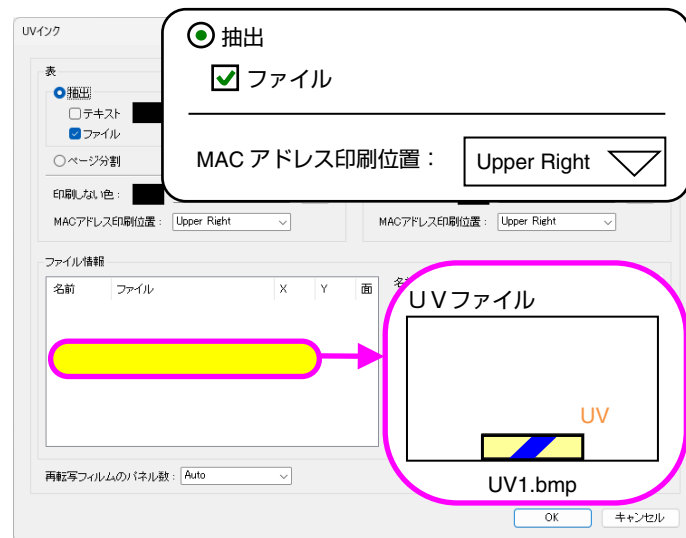 UVインク
抽出
ファイル
MAC アドレス印刷位置：
Upper Right
表
抽出
テキスト
ファイル
ページ分割
印刷しない色：
MACアドレス印刷位置： Upper Right
MACアドレス印刷位置： Upper Right
ファイル情報
名前 ファイル X Y 面
ＵＶファイル
UV
UV1.bmp
再転写フィルムのパネル数： Auto
OK キャンセル